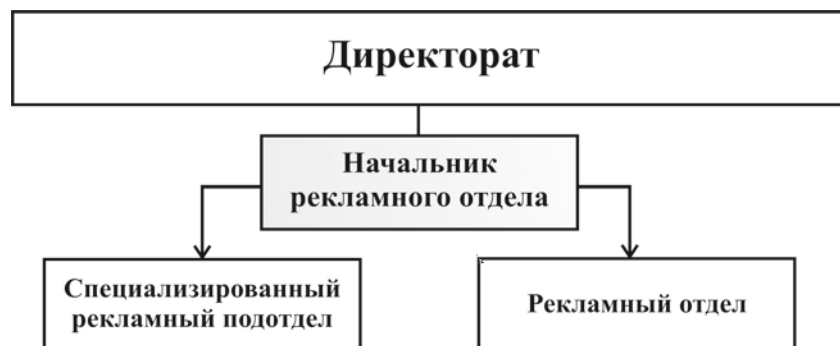 Директорат
Начальник
рекламного отдела
Специализированный
рекламный подотдел
Рекламный отдел